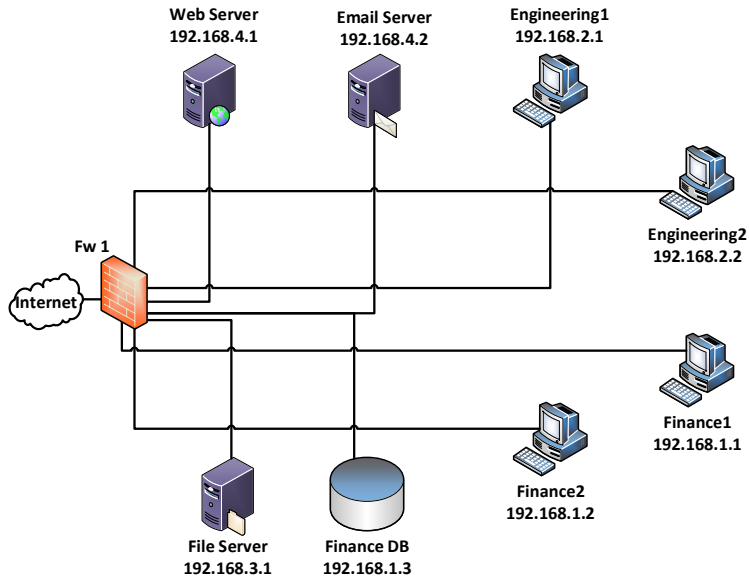 Web Server
192.168.4.1
Email Server
192.168.4.2
Engineering1
192.168.2.1
Engineering2
192.168.2.2
Fw 1
Internet
Finance1
192.168.1.1
Finance2
192.168.1.2
File Server
192.168.3.1
Finance DB
192.168.1.3